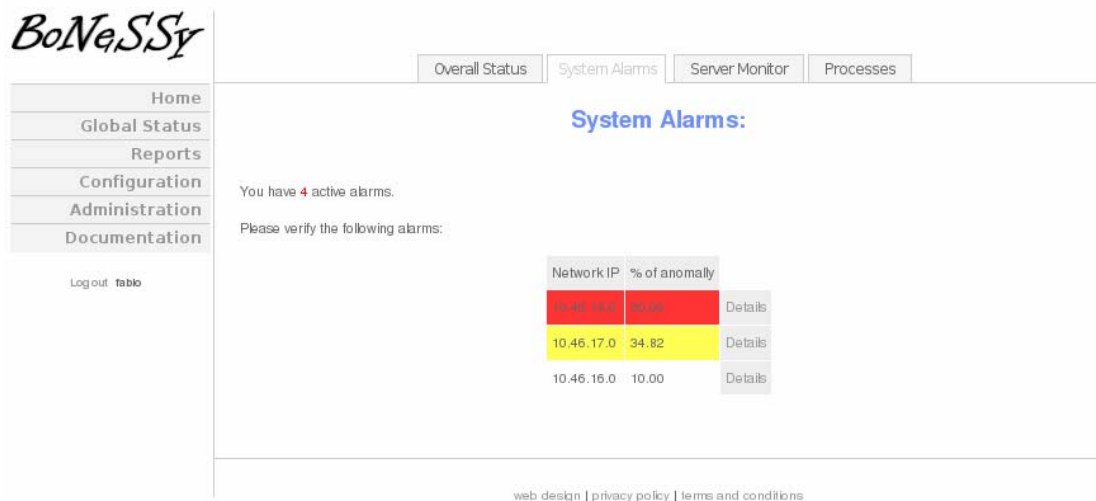 BoNeSSy
Overall Status
System Alarms
Server Monitor
Processes
Home
Global Status
Reports
Configuration
Administration
Documentation
Logout fabio
System Alarms:
You have 4 active alarms.
Please verify the following alarms:
Network IP % of anomally
Details
10.46.17.0 34.82 Details
10.46.16.0 10.00 Details
web design | privacy policy | terms and conditions